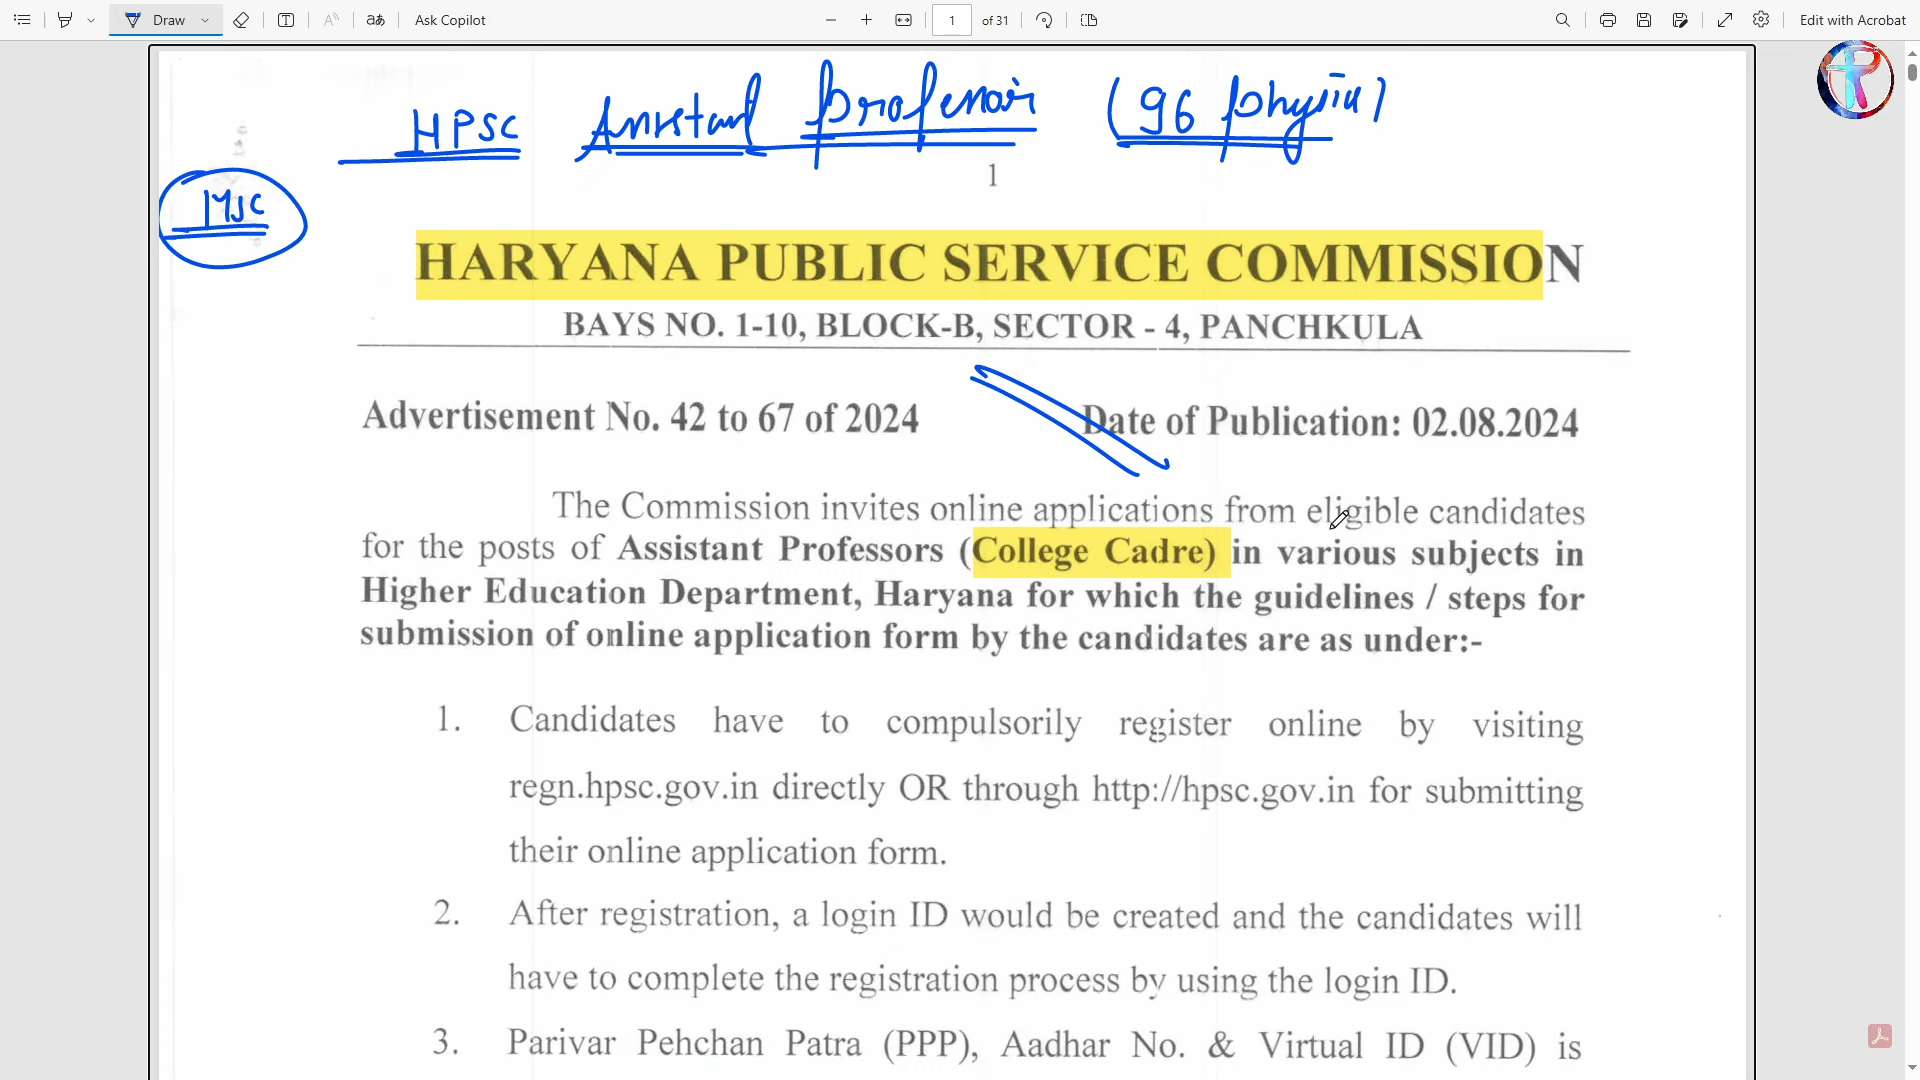 Draw aあ Ask Copilot 1 of 31 Edit with Acrobat
HPSC Assistant Professor (96 Physics)
MSC
1
HARYANA PUBLIC SERVICE COMMISSION
BAYS NO. 1-10, BLOCK-B, SECTOR - 4, PANCHKULA
Advertisement No. 42 to 67 of 2024 Date of Publication: 02.08.2024
The Commission invites online applications from eligible candidates
for the posts of Assistant Professors (College Cadre) in various subjects in
Higher Education Department, Haryana for which the guidelines / steps for
submission of online application form by the candidates are as under:-
1. Candidates have to compulsorily register online by visiting
regn.hpsc.gov.in directly OR through http://hpsc.gov.in for submitting
their online application form.
2. After registration, a login ID would be created and the candidates will
have to complete the registration process by using the login ID.
3. Parivar Pehchan Patra (PPP), Aadhar No. & Virtual ID (VID) is